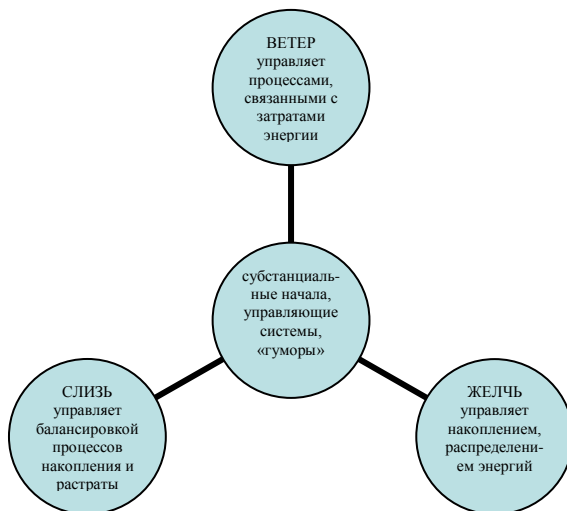 ВЕТЕР
управляет
процессами,
связанными с
затратами
энергии
субстанциаль-
ные начала,
управляющие
системы,
«гуморы»
СЛИЗЬ
управляет
балансировкой
процессов
накопления и
растраты
ЖЕЛЧЬ
управляет
накоплением,
распределени-
ем энергий